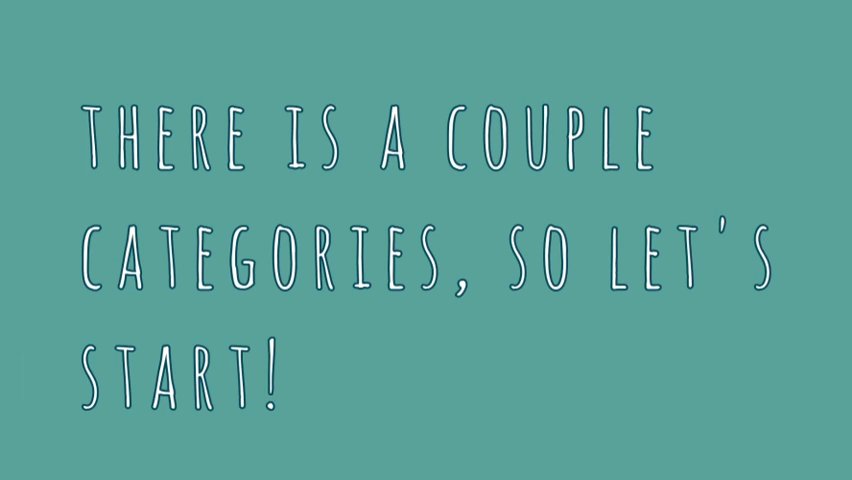 THERE IS A COUPLE
CATEGORIES, SO LET'S
START!